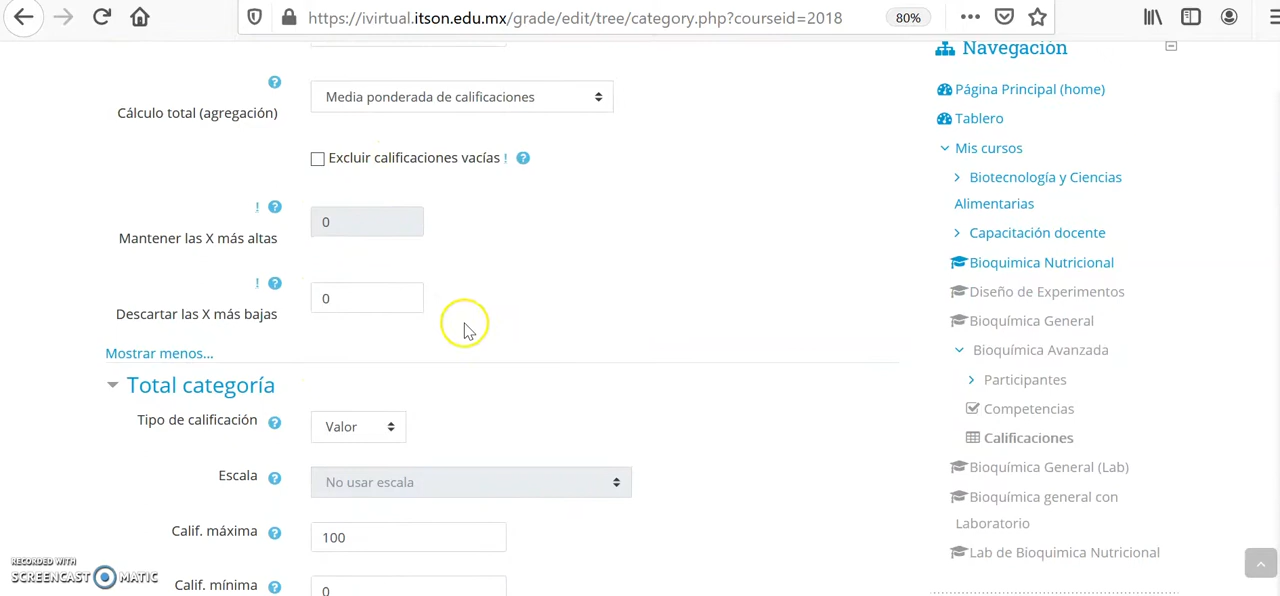 https://ivirtual.itson.edu.mx/grade/edit/tree/category.php?courseid=2018
80%
Cálculo total (agregación)
Media ponderada de calificaciones
Excluir calificaciones vacías !
!
Mantener las X más altas
0
!
Descartar las X más bajas
0
Mostrar menos...
Total categoría
Tipo de calificación
Valor
Escala
No usar escala
Calif. máxima
100
Calif. mínima
0
RECORDED WITH
SCREENCAST MATIC
Navegación
Página Principal (home)
Tablero
Mis cursos
Biotecnología y Ciencias
Alimentarias
Capacitación docente
Bioquimica Nutricional
Diseño de Experimentos
Bioquímica General
Bioquímica Avanzada
Participantes
Competencias
Calificaciones
Bioquímica General (Lab)
Bioquímica general con
Laboratorio
Lab de Bioquimica Nutricional